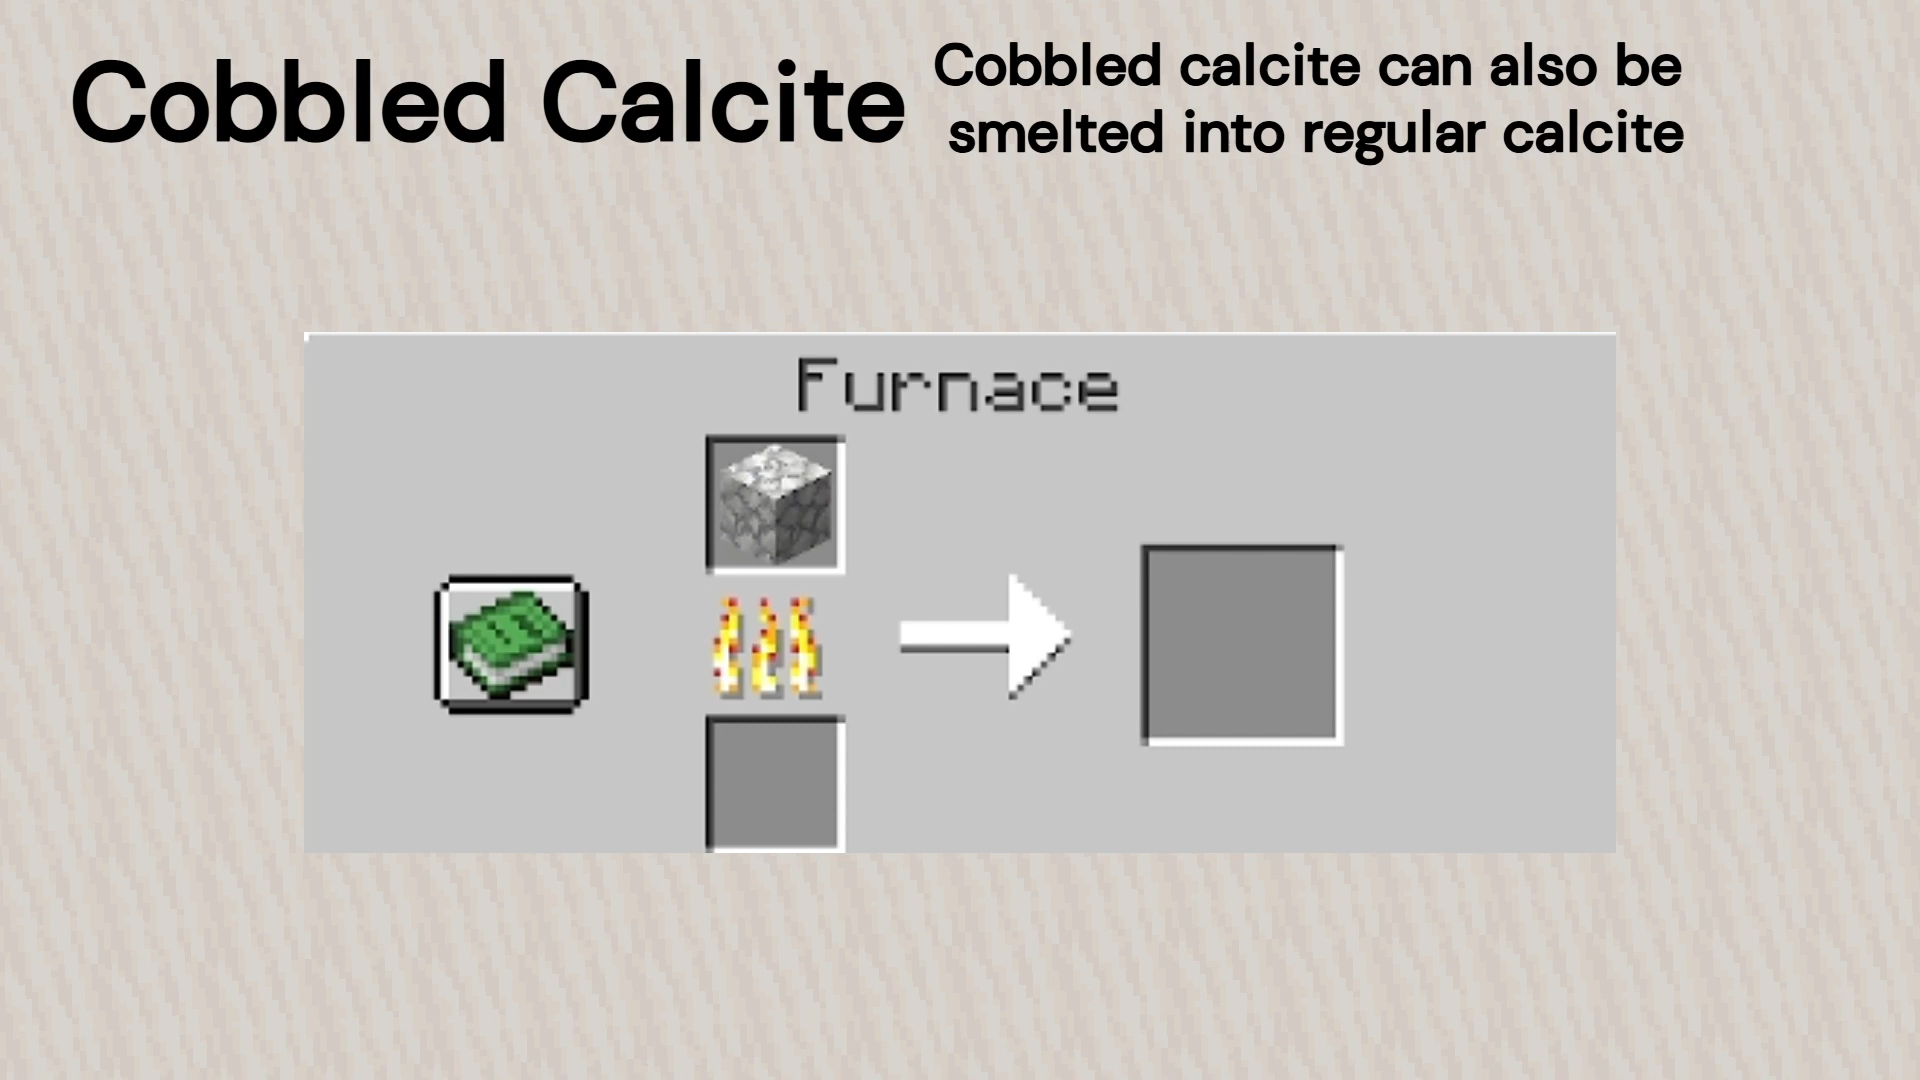 Cobbled Calcite
Cobbled calcite can also be
smelted into regular calcite
Furnace